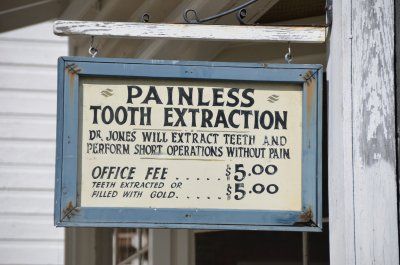 PAINLESS
TOOTH EXTRACTION
DR. JONES WILL EXTRACT TEETH AND
PERFORM SHORT OPERATIONS WITHOUT PAIN
OFFICE FEE ..... $5.00
TEETH EXTRACTED OR
FILLED WITH GOLD ..... $5.00